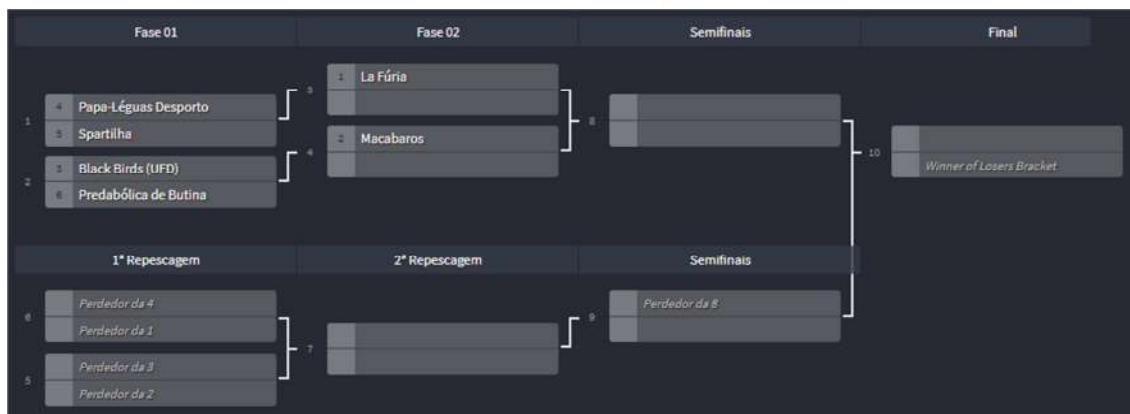 Fase 01 Fase 02 Semifinais Final
1 La Fúria
3
4 Papa-Léguas Desporto
1
5 Spartilha
8
2 Macabaros
4
10
Winner of Losers Bracket
3 Black Birds (UFD)
2
6 Predabólica de Butina
1ª Repescagem 2ª Repescagem Semifinais
Perdedor da 4
6
Perdedor da 1
Perdedor da 8
9
7
Perdedor da 3
5
Perdedor da 2